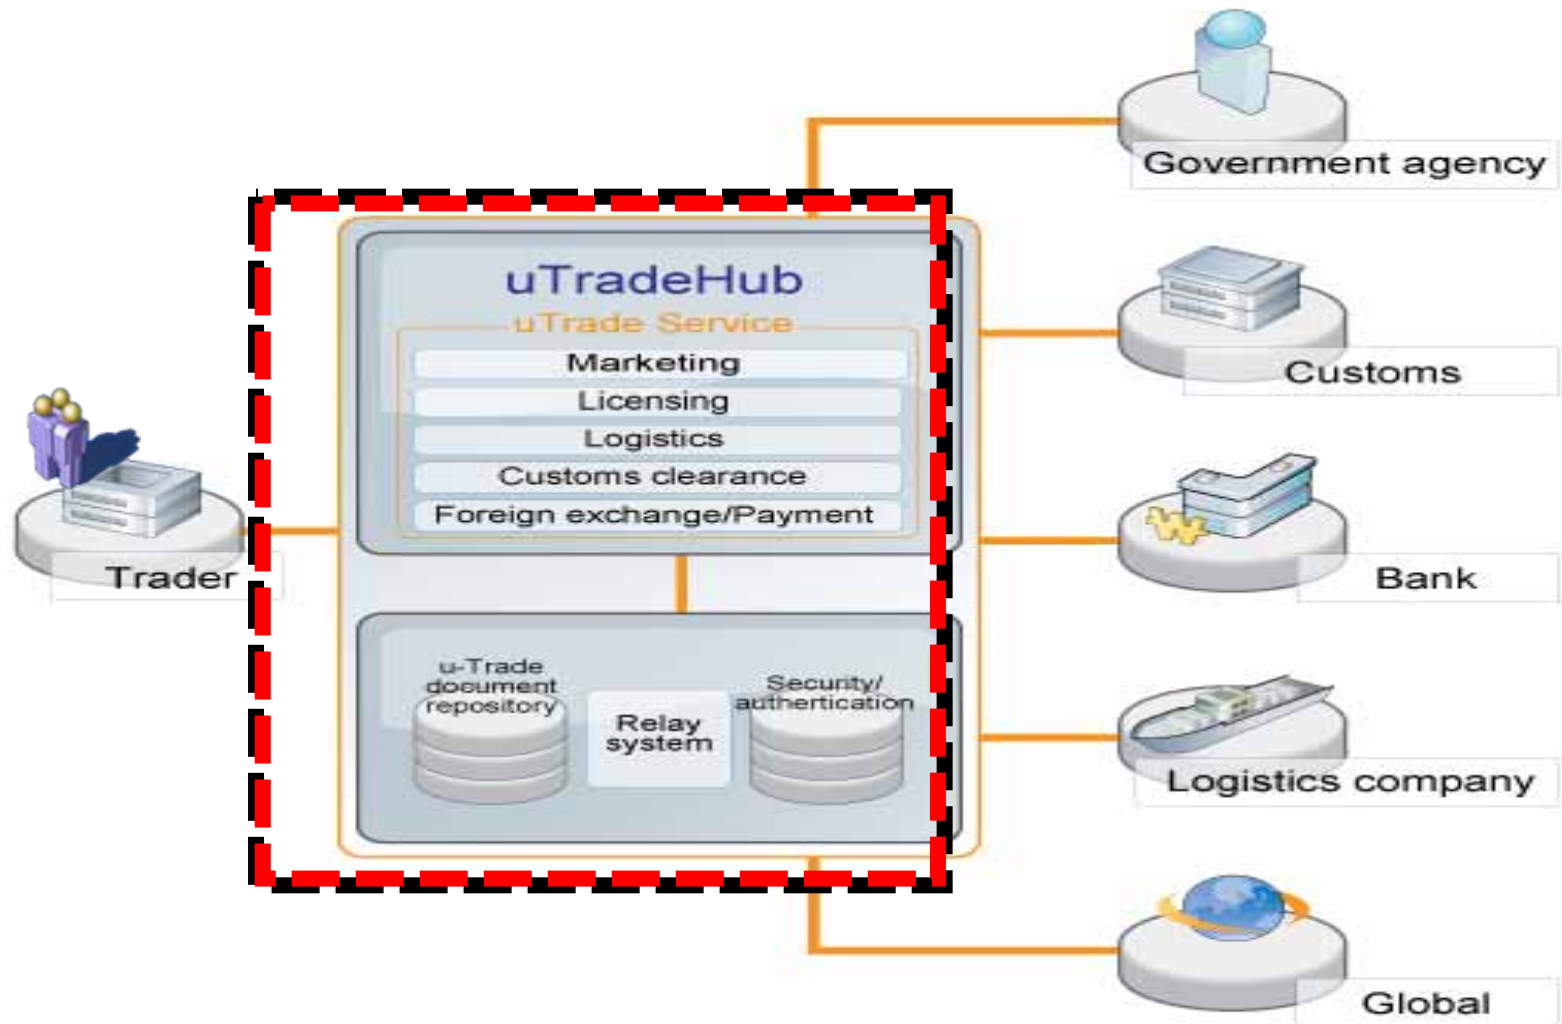 Government agency
uTradeHub
uTrade Service
Marketing
Licensing
Logistics
Customs clearance
Foreign exchange/Payment
Customs
Trader
Bank
u-Trade
document
repository
Relay
system
Security/
authertication
Logistics company
Global